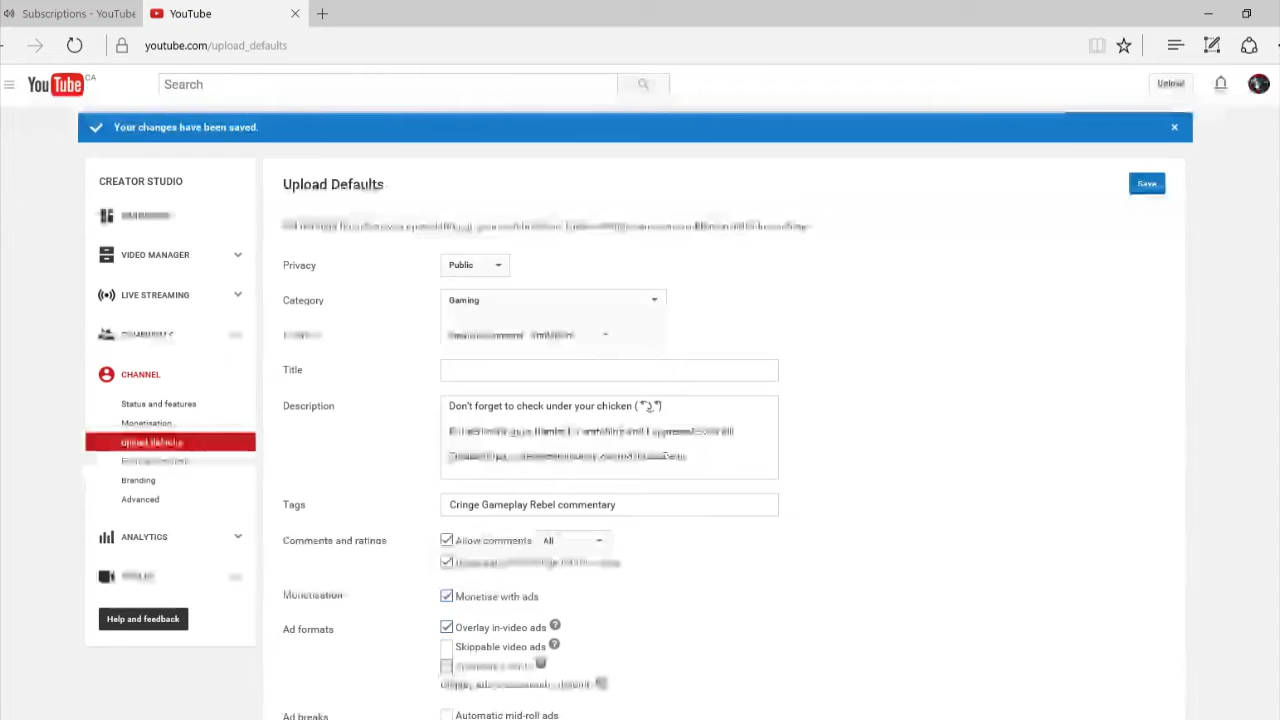 Subscriptions - YouTube
YouTube
youtube.com/upload_defaults
YouTube CA
Search
Upload
Your changes have been saved.
CREATOR STUDIO
Upload Defaults
Save
VIDEO MANAGER
Privacy
Public
LIVE STREAMING
Category
Gaming
CHANNEL
Title
Status and features
Description
Don't forget to check under your chicken ( ͡° ͜ʖ ͡°)
Monetisation
Upload defaults
Branding
Advanced
Tags
Cringe Gameplay Rebel commentary
ANALYTICS
Comments and ratings
Allow comments
All
Monetisation
Monetise with ads
Help and feedback
Ad formats
Overlay in-video ads ?
Skippable video ads ?
Ad breaks
Automatic mid-roll ads